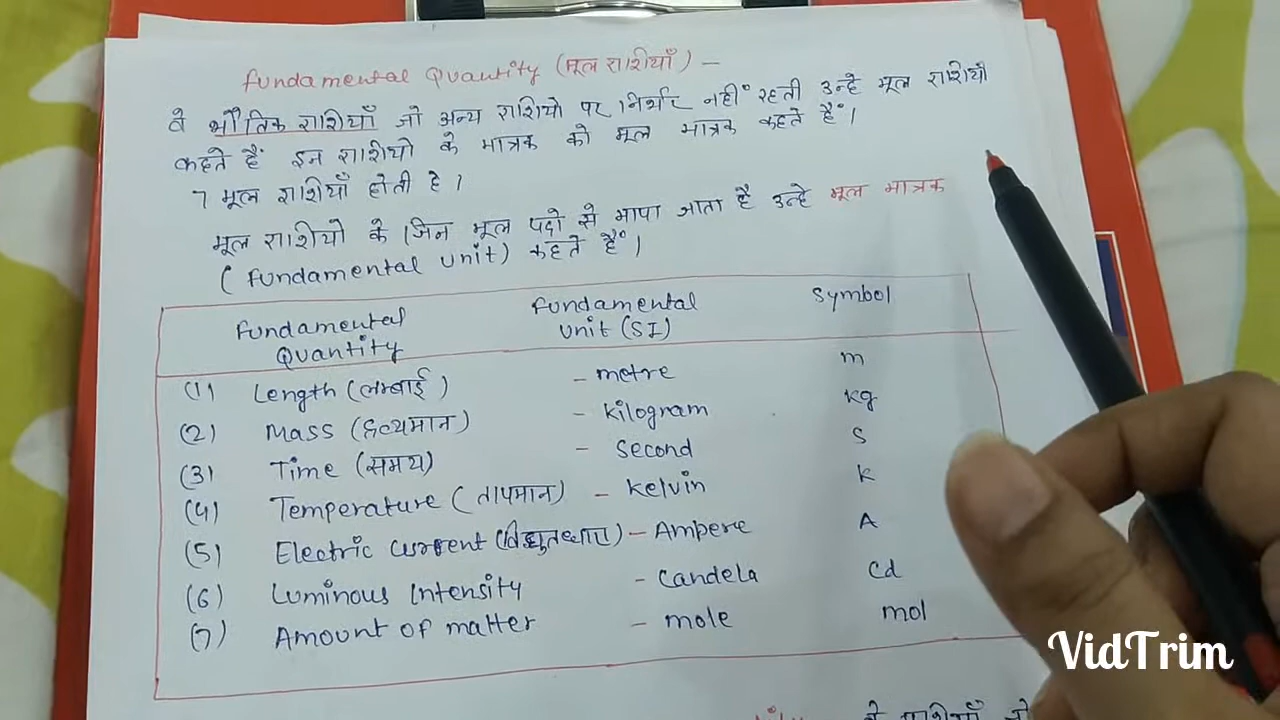 Fundamental Quantity (मूल राशियाँ) –
वे भौतिक राशियाँ जो अन्य राशियो पर निर्भर नहीं रहती उन्हे मूल राशियाँ
कहते हैं इन राशीयो के मात्रक को मूल मात्रक कहते हैं।
7 मूल राशियाँ होती है।
मूल राशियो के जिन मूल पदो से मापा जाता है उन्हे मूल मात्रक
(Fundamental unit) कहते हैं।
Fundamental Quantity Fundamental Unit (SI) Symbol
(1) Length (लम्बाई) – metre m
(2) Mass (द्रव्यमान) – kilogram kg
(3) Time (समय) – Second S
(4) Temperature (तापमान) – Kelvin K
(5) Electric current (विद्युतधारा) – Ampere A
(6) Luminous Intensity – Candela Cd
(7) Amount of matter – mole mol
वे राशियाँ जो
VidTrim